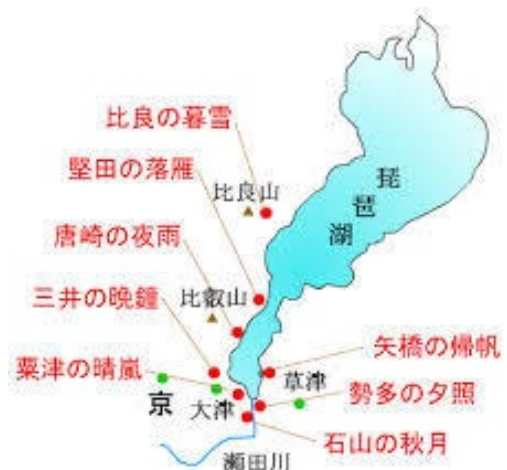 比良の暮雪
堅田の落雁
比良山
琵琶湖
唐崎の夜雨
比叡山
三井の晩鐘
矢橋の帰帆
粟津の晴嵐
草津
京
大津
勢多の夕照
石山の秋月
瀬田川